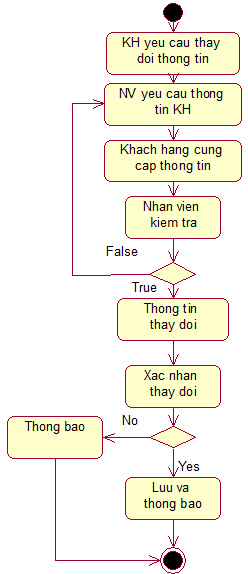 KH yeu cau thay
doi thong tin
NV yeu cau thong
tin KH
Khach hang cung
cap thong tin
Nhan vien
kiem tra
False
True
Thong tin
thay doi
Xac nhan
thay doi
No
Thong bao
Yes
Luu va
thong bao